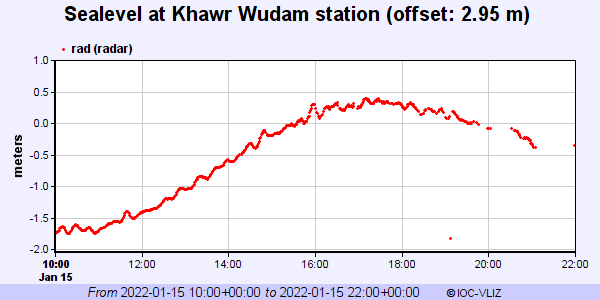 Sealevel at Khawr Wudam station (offset: 2.95 m)
rad (radar)
1.0
0.5
0.0
-0.5
-1.0
-1.5
-2.0
meters
10:00 12:00 14:00 16:00 18:00 20:00 22:00
Jan 15
From 2022-01-15 10:00+00:00 to 2022-01-15 22:00+00:00 © IOC-VLIZ